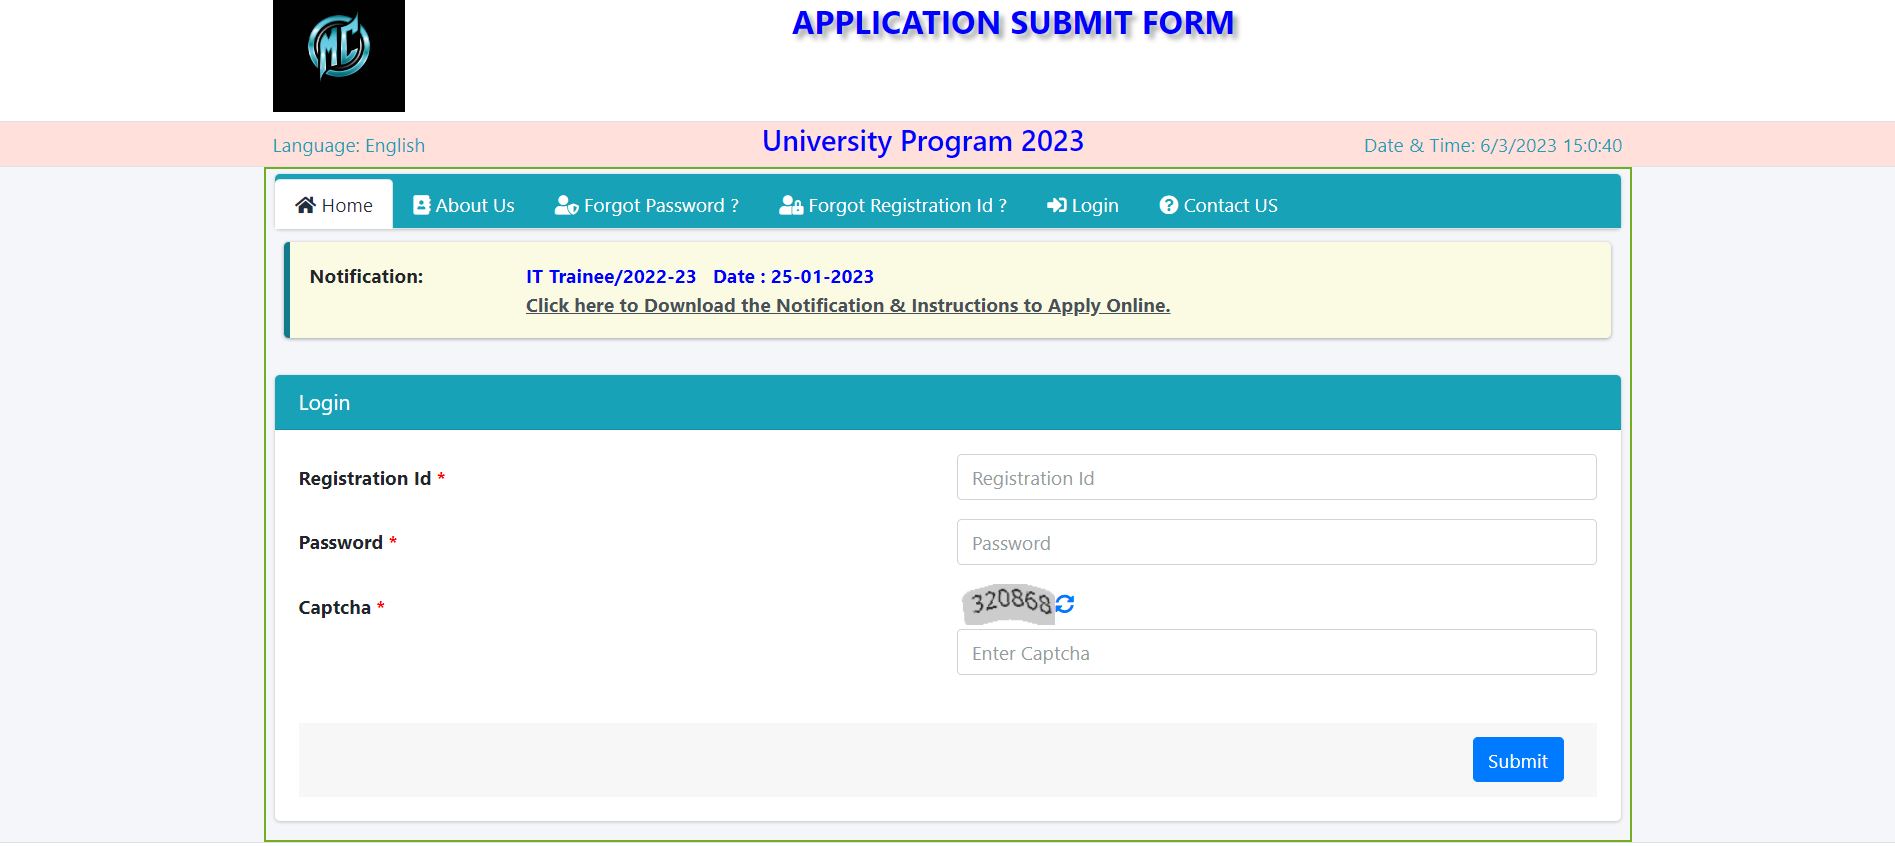 MC
APPLICATION SUBMIT FORM
Language: English
University Program 2023
Date & Time: 6/3/2023 15:0:40
Home
About Us
Forgot Password ?
Forgot Registration Id ?
Login
Contact US
Notification:
IT Trainee/2022-23 Date : 25-01-2023
Click here to Download the Notification & Instructions to Apply Online.
Login
Registration Id *
Registration Id
Password *
Password
Captcha *
320868
Enter Captcha
Submit